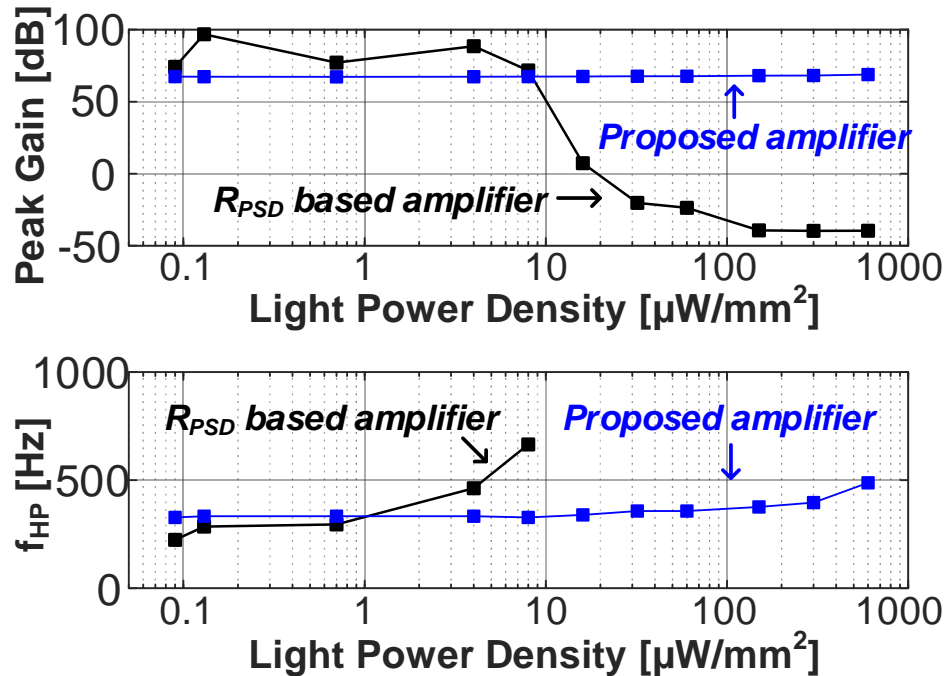 Peak Gain [dB]
100
50
0
-50
Proposed amplifier
R_PSD based amplifier
0.1 1 10 100 1000
Light Power Density [µW/mm²]
f_HP [Hz]
1000
500
0
R_PSD based amplifier
Proposed amplifier
0.1 1 10 100 1000
Light Power Density [µW/mm²]